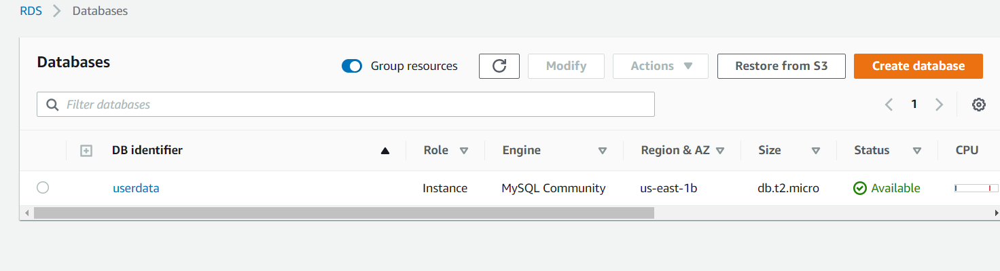 RDS > Databases
Databases
Group resources
Modify
Actions
Restore from S3
Create database
Filter databases
1
DB identifier Role Engine Region & AZ Size Status CPU
userdata Instance MySQL Community us-east-1b db.t2.micro Available